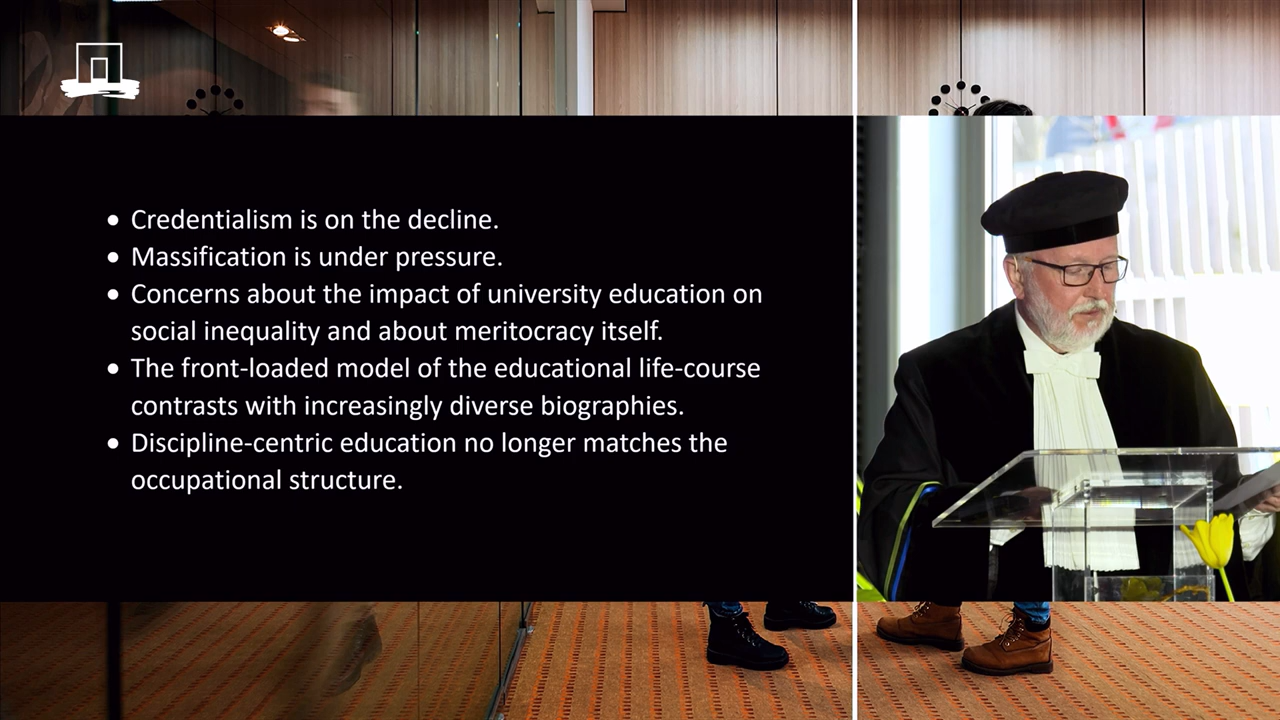 • Credentialism is on the decline.
• Massification is under pressure.
• Concerns about the impact of university education on
social inequality and about meritocracy itself.
• The front-loaded model of the educational life-course
contrasts with increasingly diverse biographies.
• Discipline-centric education no longer matches the
occupational structure.